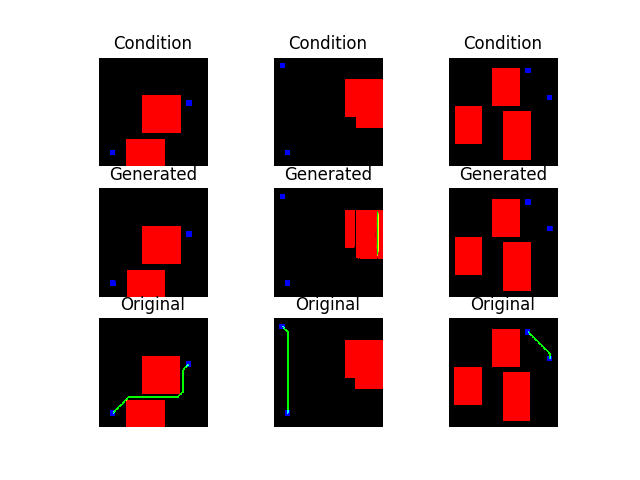 Condition Condition Condition
Generated Generated Generated
Original Original Original